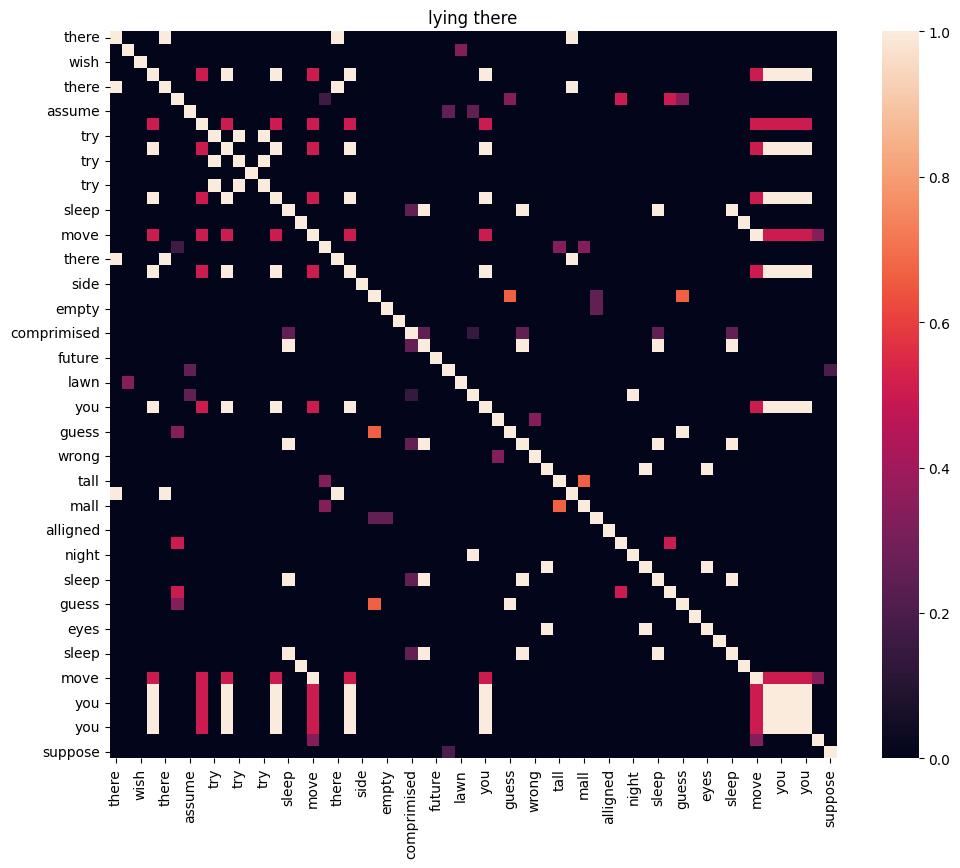 lying there
there
wish
there
assume
try
try
try
sleep
move
there
side
empty
comprimised
future
lawn
you
guess
wrong
tall
mall
alligned
night
sleep
guess
eyes
sleep
move
you
you
suppose
1.0
0.8
0.6
0.4
0.2
0.0
there
wish
there
assume
try
try
try
sleep
move
there
side
empty
comprimised
future
lawn
you
guess
wrong
tall
mall
alligned
night
sleep
guess
eyes
sleep
move
you
you
suppose